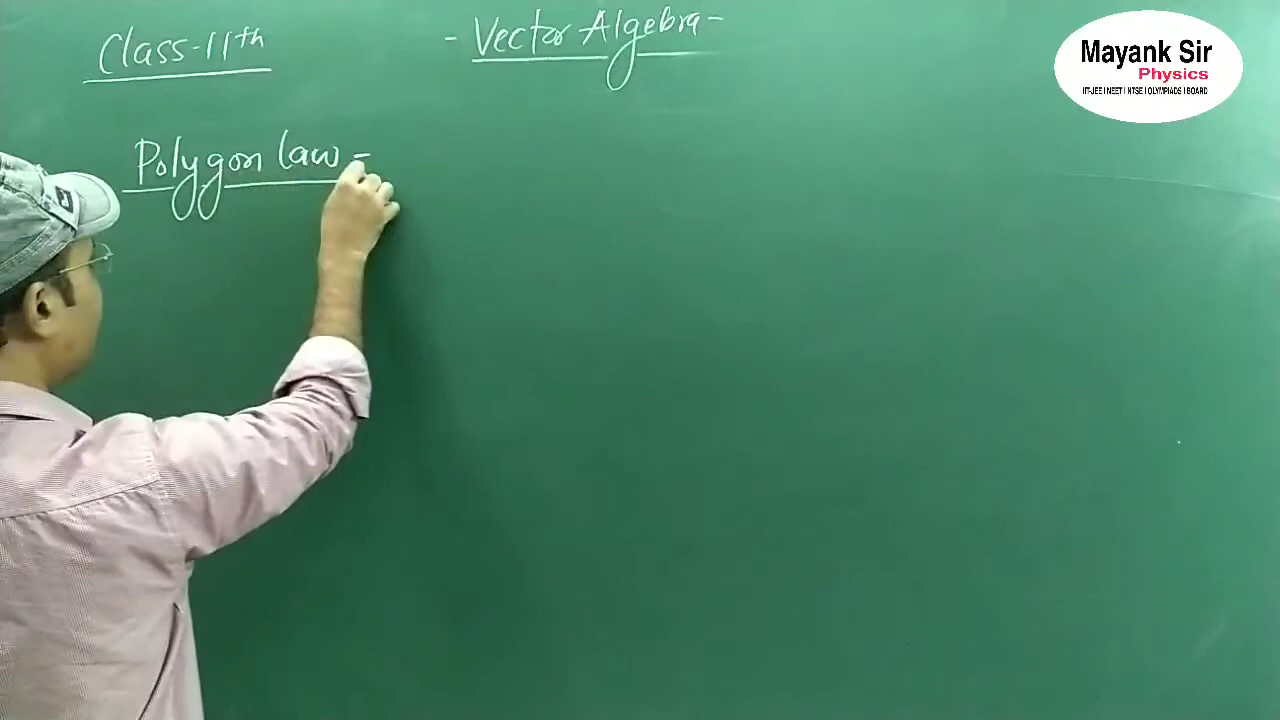 Class-11th
- Vector Algebra -
Polygon law -
Mayank Sir
Physics
IIT-JEE I NEET I NTSE I OLYMPIADS I BOARD